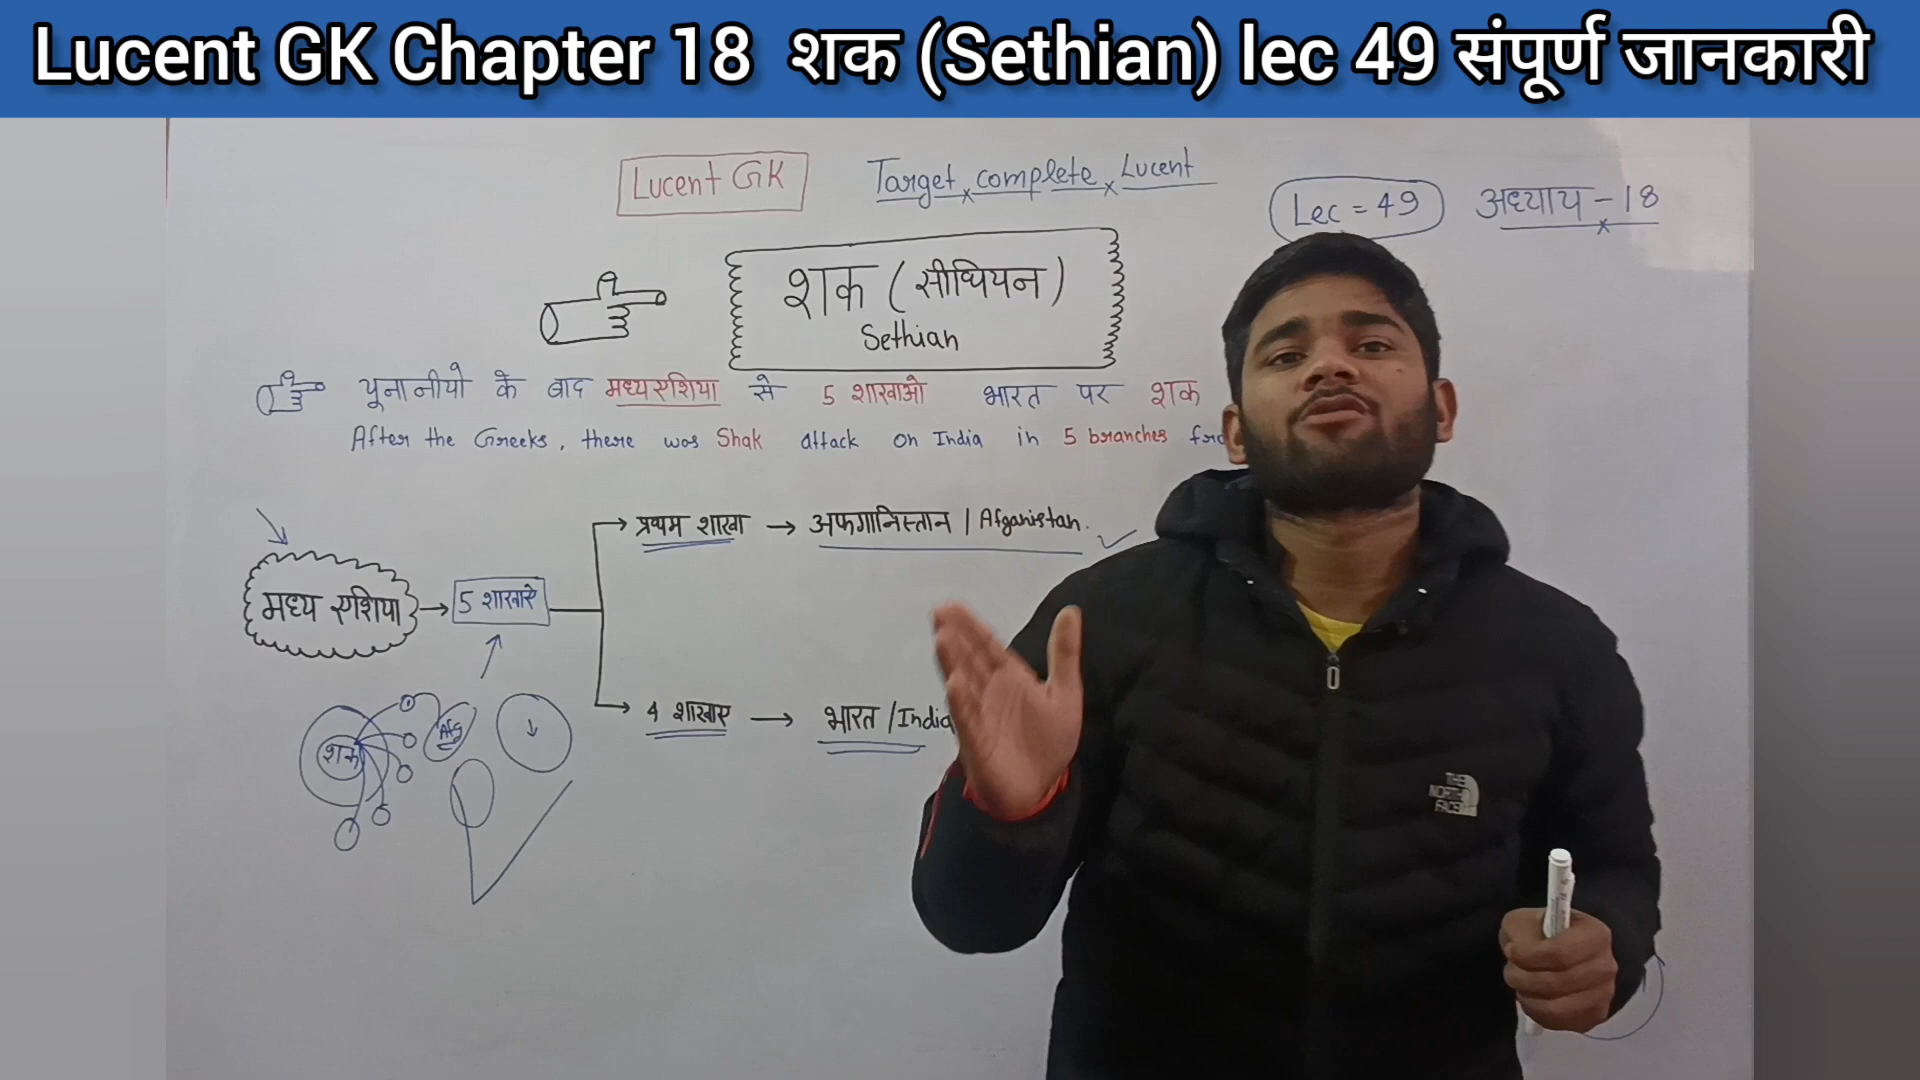 Lucent GK Chapter 18 शक (Sethian) lec 49 संपूर्ण जानकारी
Lucent GK
Target complete Lucent
Lec = 49
अध्याय - 18
शक (सीथियन)
Sethian
यूनानीयो के बाद मध्य एशिया से 5 शाखाओ भारत पर शक
After the Greeks, there was Shak attack on India in 5 branches
प्रथम शाखा → अफगानिस्तान / Afganistan.
मध्य एशिया → 5 शाखाऐ
4 शाखाए → भारत / India
शक
Afg
THE
NORTH
FACE